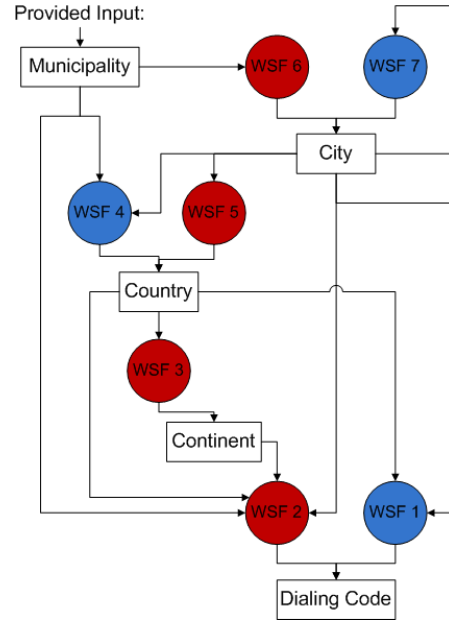 Provided Input:
Municipality
WSF 6
WSF 7
City
WSF 4
WSF 5
Country
WSF 3
Continent
WSF 2
WSF 1
Dialing Code